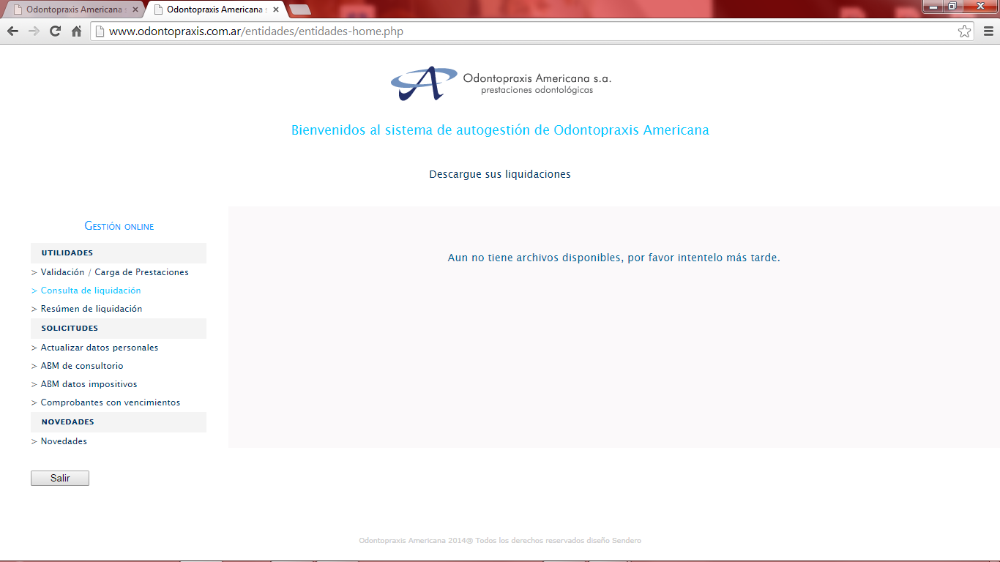 Odontopraxis Americana s
Odontopraxis Americana s
www.odontopraxis.com.ar/entidades/entidades-home.php
Odontopraxis Americana s.a.
prestaciones odontológicas
Bienvenidos al sistema de autogestión de Odontopraxis Americana
Descargue sus liquidaciones
Gestión online
UTILIDADES
> Validación / Carga de Prestaciones
> Consulta de liquidación
> Resúmen de liquidación
SOLICITUDES
> Actualizar datos personales
> ABM de consultorio
> ABM datos impositivos
> Comprobantes con vencimientos
NOVEDADES
> Novedades
Salir
Aun no tiene archivos disponibles, por favor intentelo más tarde.
Odontopraxis Americana 2014® Todos los derechos reservados diseño Sendero